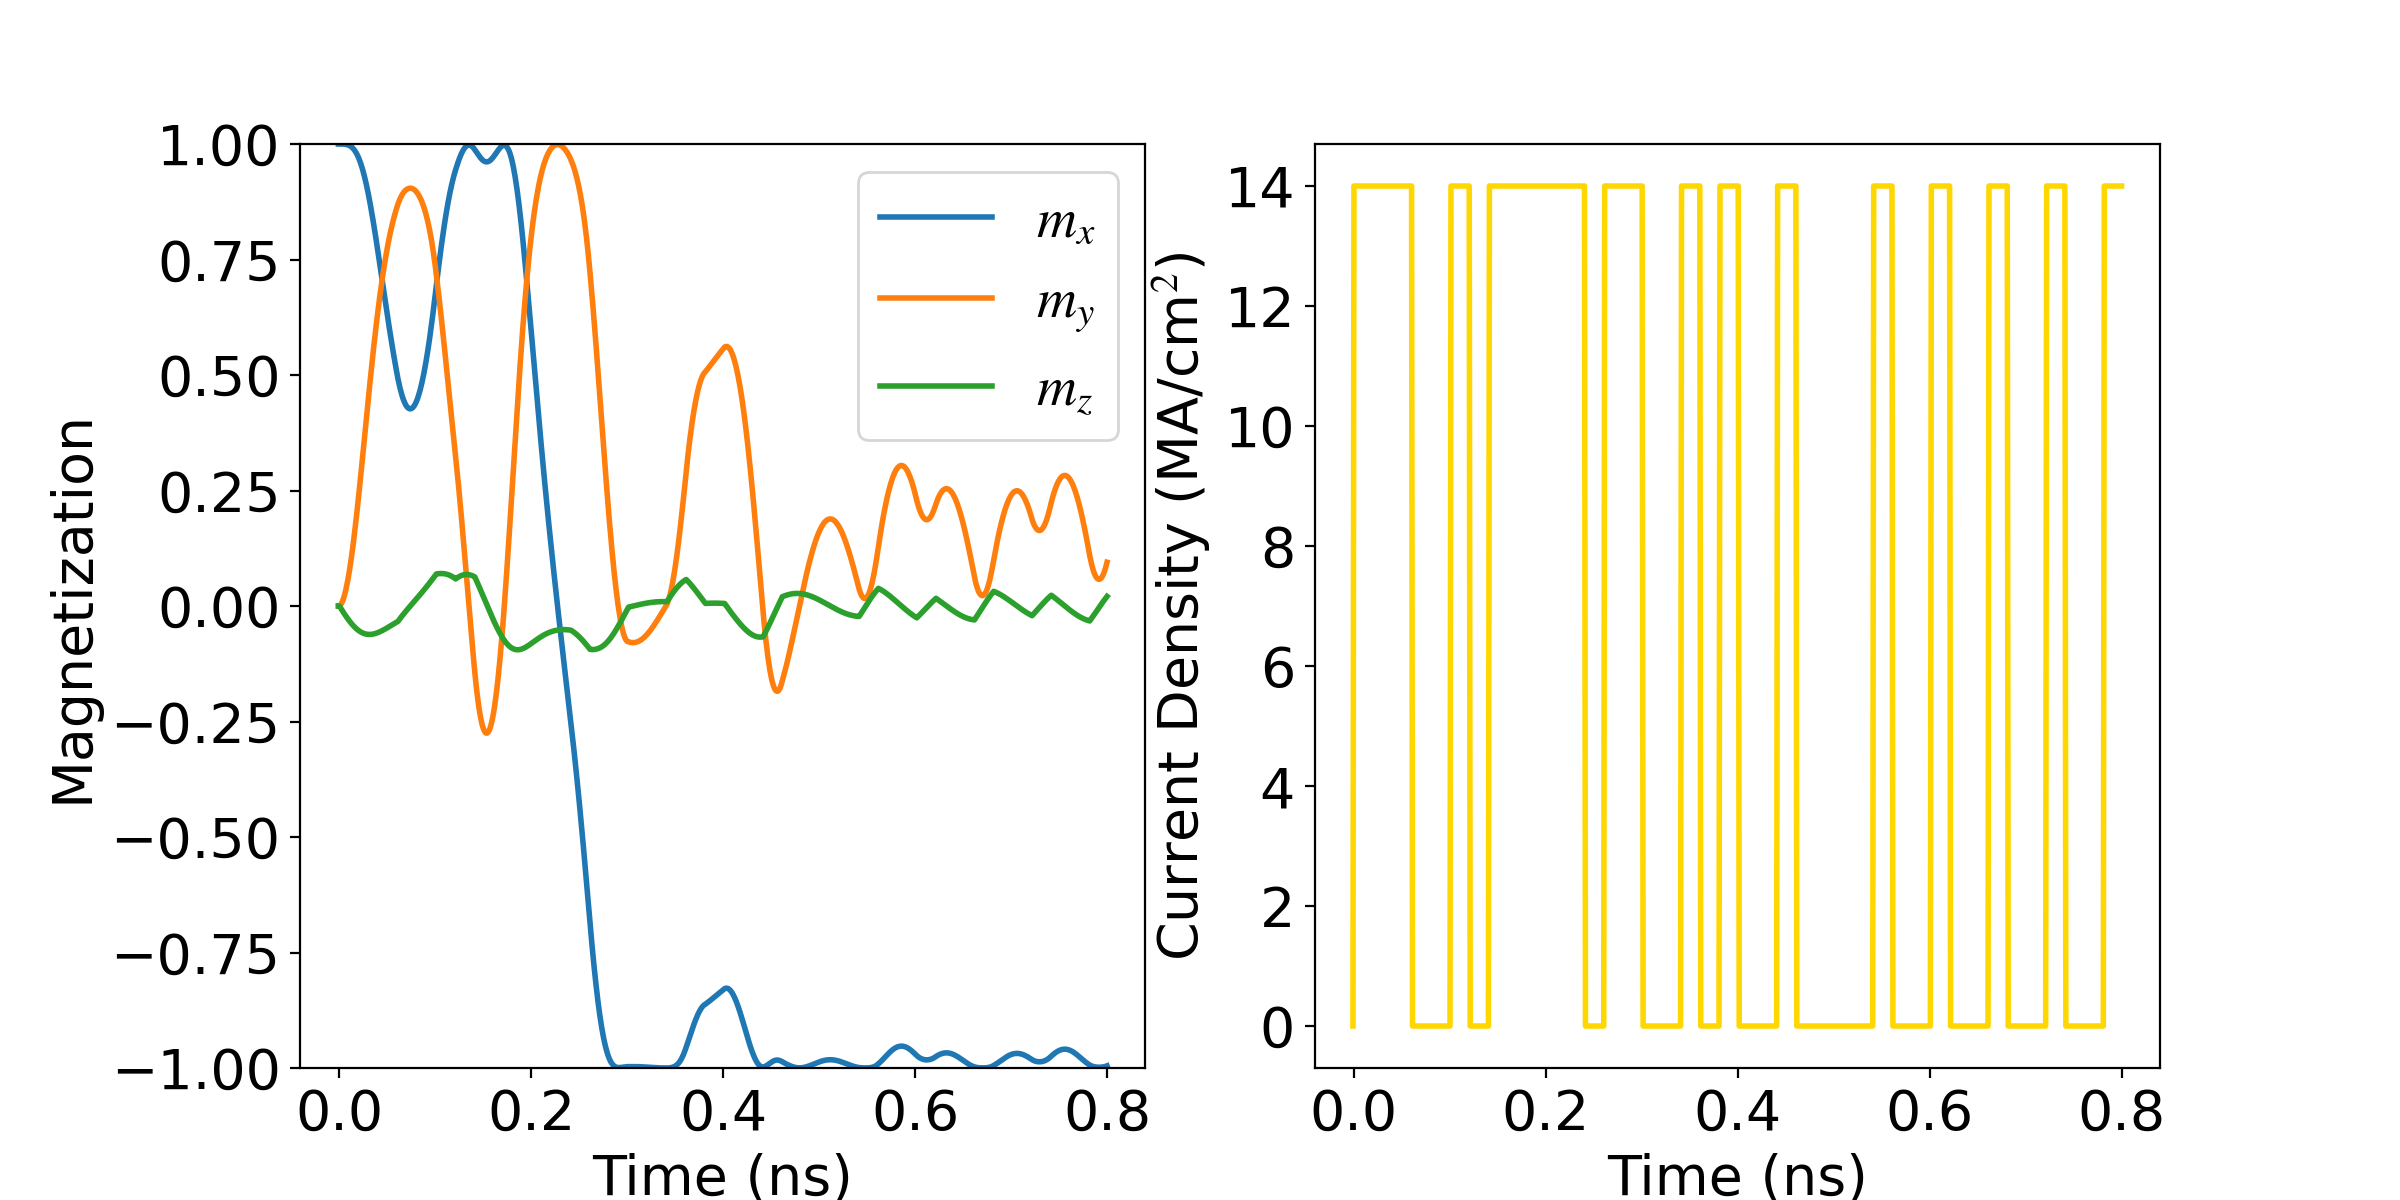 Magnetization
1.00
0.75
0.50
0.25
0.00
−0.25
−0.50
−0.75
−1.00
0.0 0.2 0.4 0.6 0.8
Time (ns)
mₓ
m_y
m_z
Current Density (MA/cm²)
14
12
10
8
6
4
2
0
0.0 0.2 0.4 0.6 0.8
Time (ns)